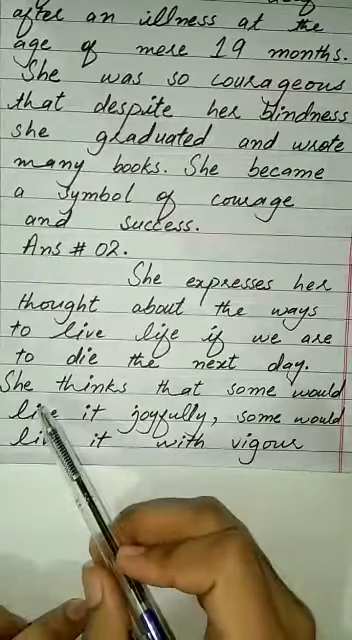 after an illness at the
age of mere 19 months.
She was so courageous
that despite her blindness
she graduated and wrote
many books. She became
a symbol of courage
and success.
Ans # 02.
She expresses her
thought about the ways
to live life if we are
to die the next day.
She thinks that some would
live it joyfully, some would
it with vigour